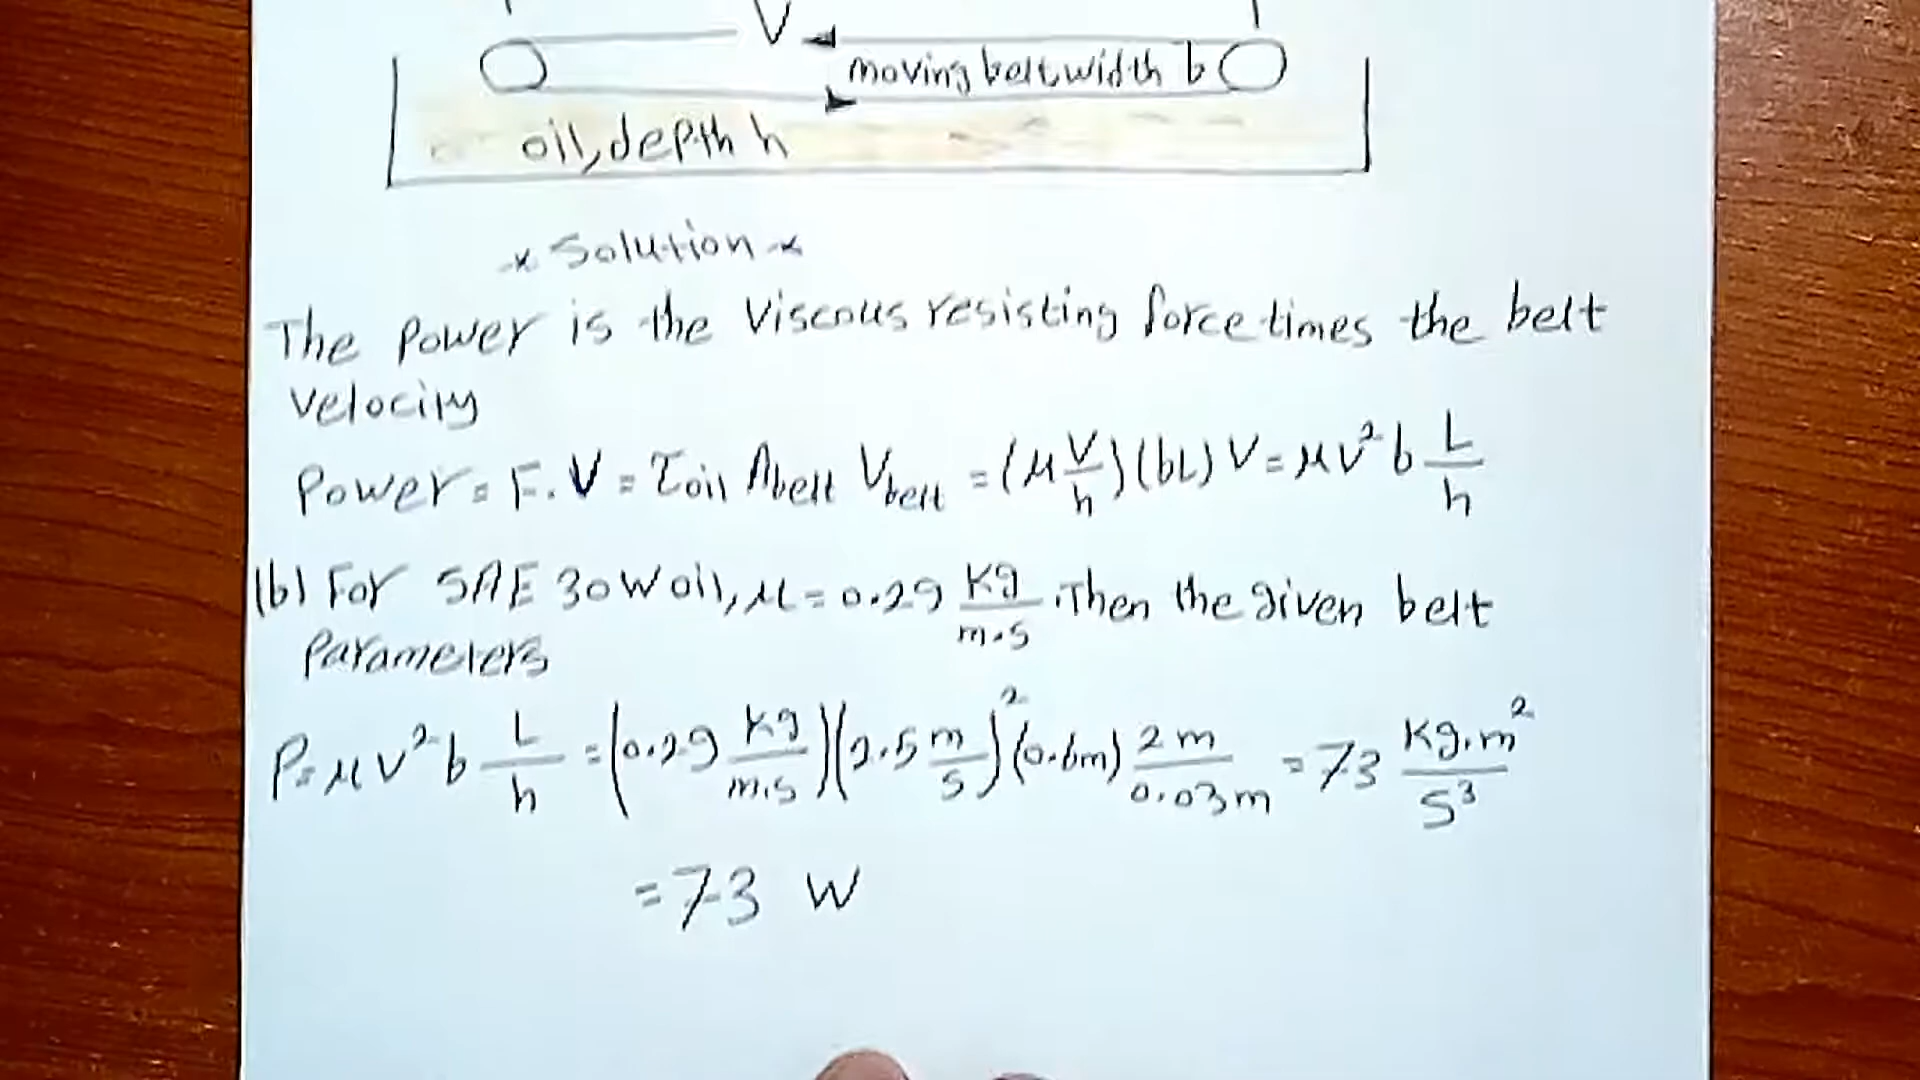 V
moving belt width b
oil, depth h
* Solution *
The Power is the Viscous resisting force times the belt
velocity
Power = F. V = τoil Abelt Vbelt = (μ V/h)(bL) V = μV² b L/h
(b) For SAE 30W oil, μ = 0.29 kg/m.s . Then the given belt
Parameters
P = μ V² b L/h = (0.29 kg/m.s)(2.5 m/s)² (0.6m) 2m/0.03m = 73 kg.m²/s³
= 73 W